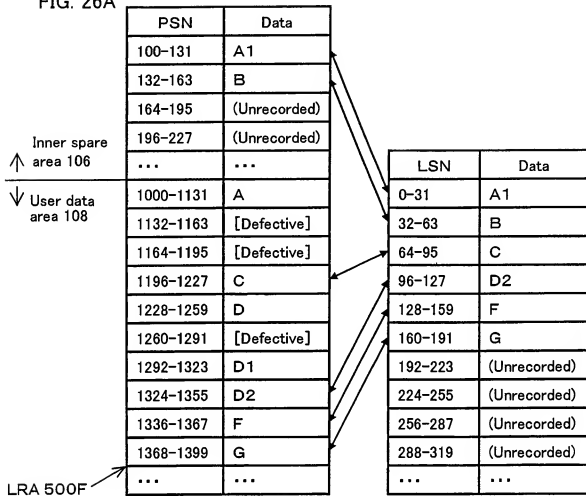 FIG. 26A
PSN Data
100-131 A1
132-163 B
164-195 (Unrecorded)
196-227 (Unrecorded)
... ...
Inner spare
area 106
User data
area 108
1000-1131 A
1132-1163 [Defective]
1164-1195 [Defective]
1196-1227 C
1228-1259 D
1260-1291 [Defective]
1292-1323 D1
1324-1355 D2
1336-1367 F
1368-1399 G
... ...
LRA 500F
LSN Data
0-31 A1
32-63 B
64-95 C
96-127 D2
128-159 F
160-191 G
192-223 (Unrecorded)
224-255 (Unrecorded)
256-287 (Unrecorded)
288-319 (Unrecorded)
... ...